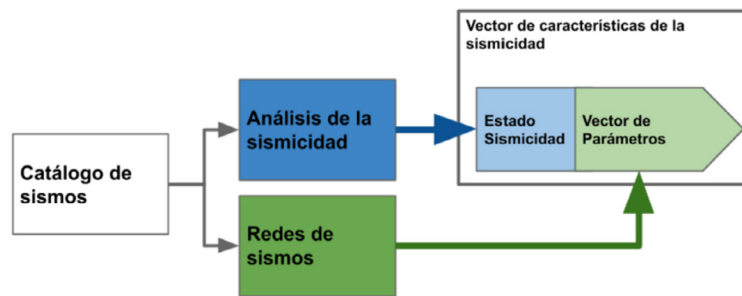 Vector de características de la
sismicidad
Análisis de la
sismicidad
Estado
Sismicidad
Vector de
Parámetros
Catálogo de
sismos
Redes de
sismos